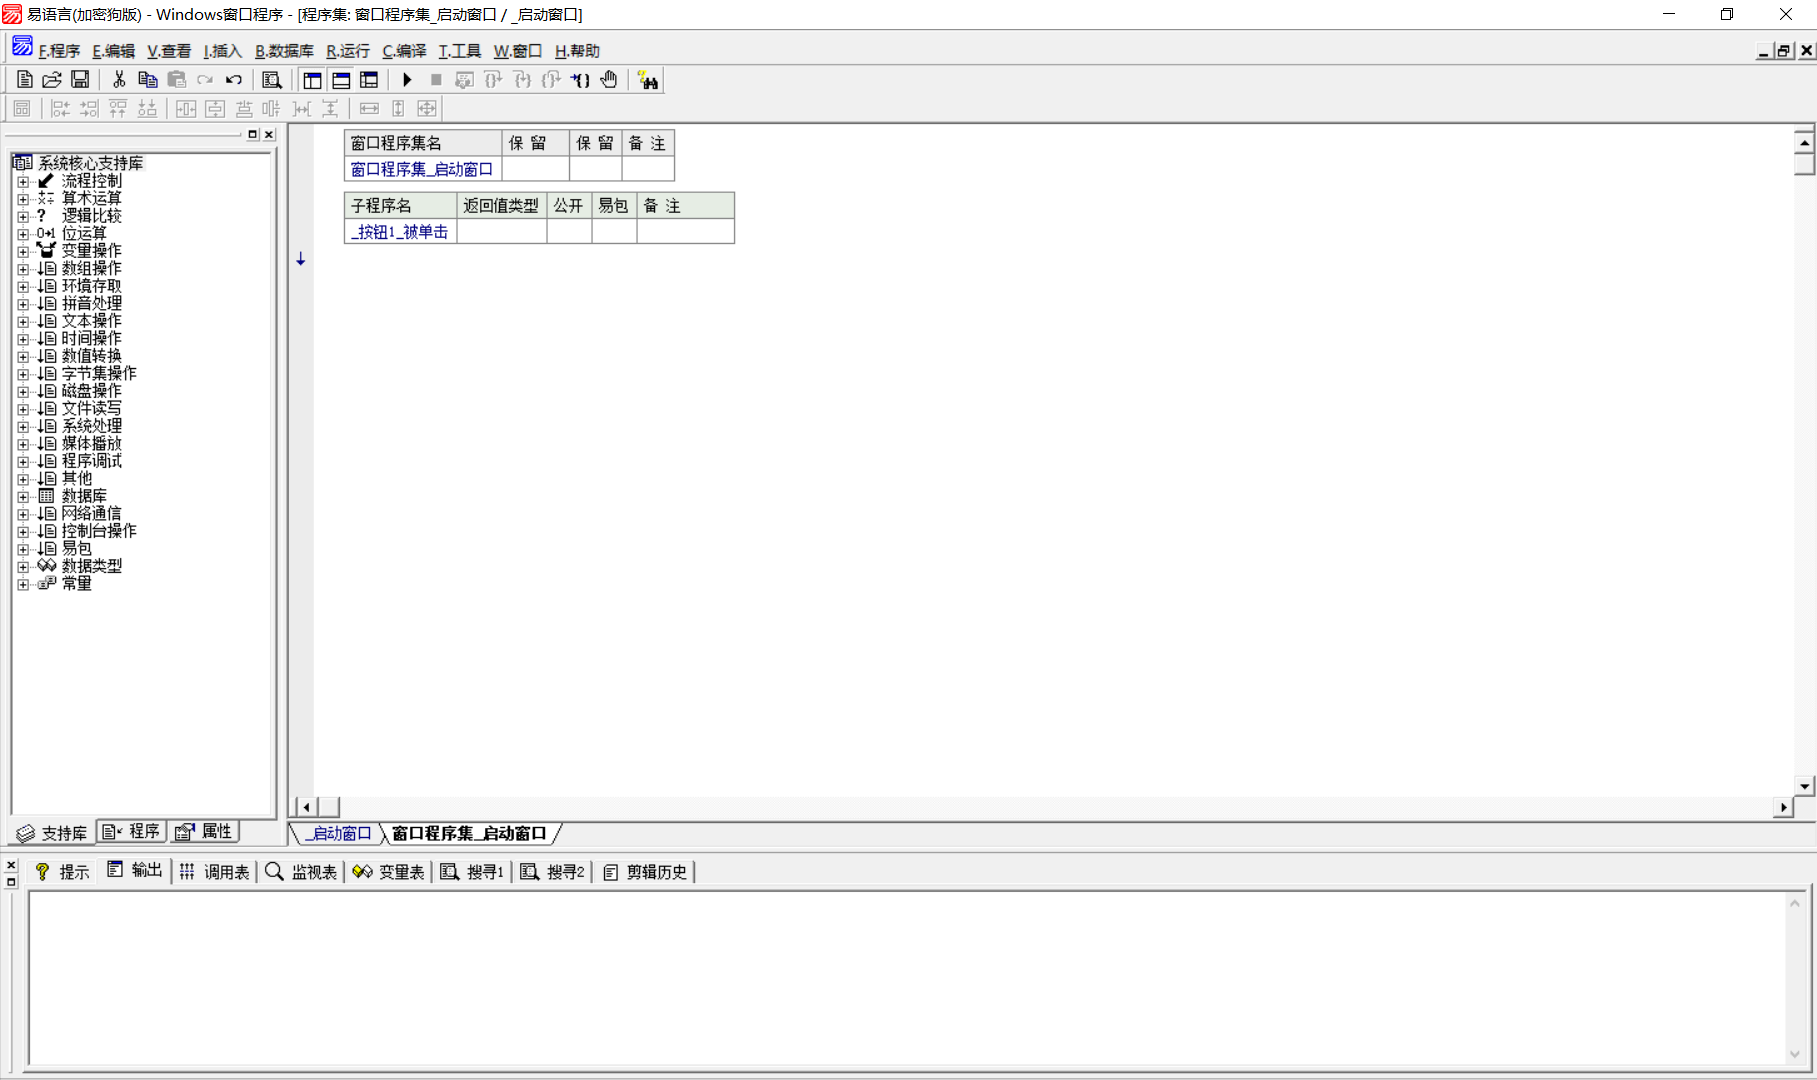 易语言(加密狗版) - Windows窗口程序 - [程序集: 窗口程序集_启动窗口 / _启动窗口]
F.程序 E.编辑 V.查看 I.插入 B.数据库 R.运行 C.编译 T.工具 W.窗口 H.帮助
系统核心支持库
流程控制
算术运算
逻辑比较
位运算
变量操作
数组操作
环境存取
拼音处理
文本操作
时间操作
数值转换
字节集操作
磁盘操作
文件读写
系统处理
媒体播放
程序调试
其他
数据库
网络通信
控制台操作
易包
数据类型
常量
支持库 程序 属性
窗口程序集名 保 留 保 留 备 注
窗口程序集_启动窗口
子程序名 返回值类型 公开 易包 备 注
_按钮1_被单击
_启动窗口 窗口程序集_启动窗口
提示 输出 调用表 监视表 变量表 搜寻1 搜寻2 剪辑历史